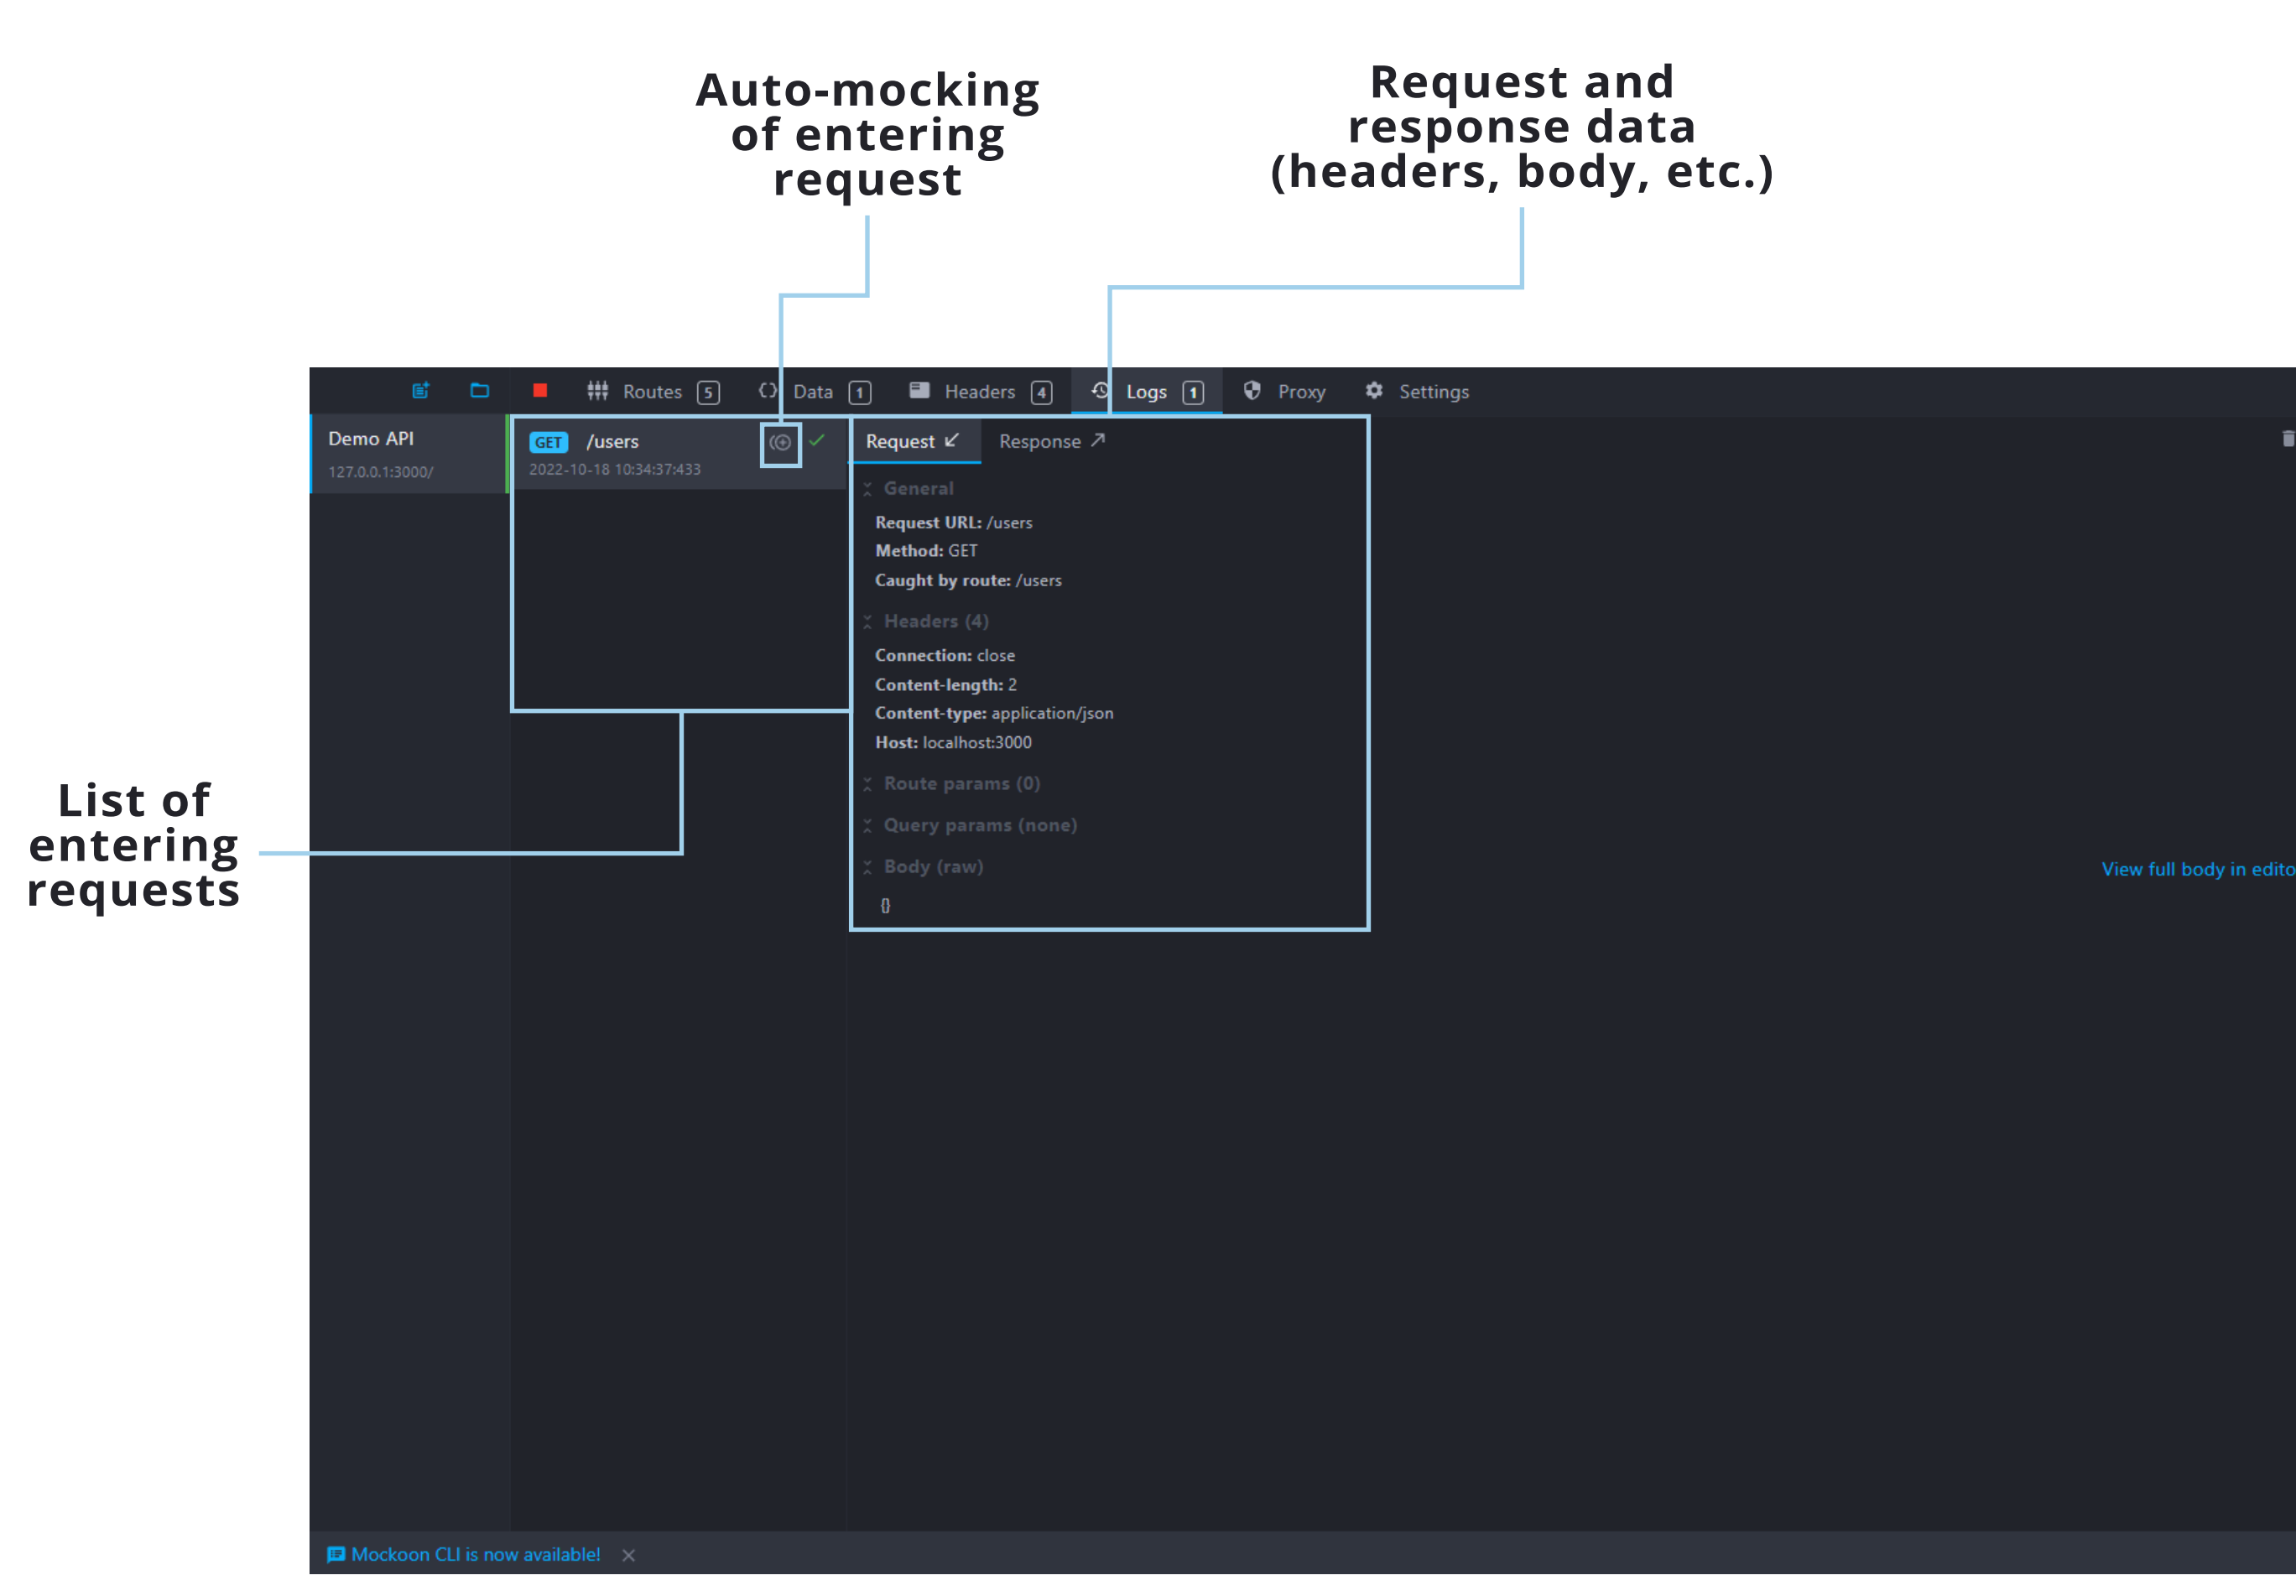 Auto-mocking
of entering
request
Request and
response data
(headers, body, etc.)
Routes 5
Data 1
Headers 4
Logs 1
Proxy
Settings
Demo API
127.0.0.1:3000/
GET /users
2022-10-18 10:34:37:433
Request
Response
General
Request URL: /users
Method: GET
Caught by route: /users
Headers (4)
Connection: close
Content-length: 2
Content-type: application/json
Host: localhost:3000
Route params (0)
Query params (none)
Body (raw)
{}
View full body in edito
List of
entering
requests
Mockoon CLI is now available!